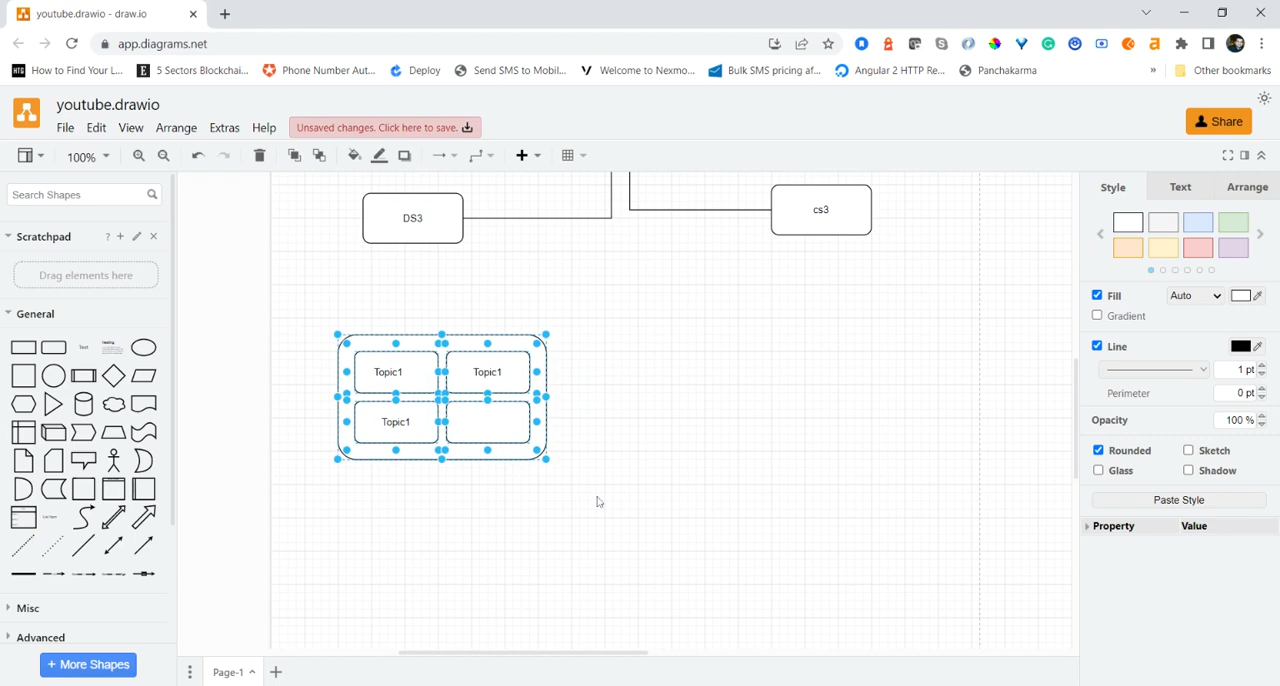 youtube.drawio - draw.io
app.diagrams.net
How to Find Your L...
5 Sectors Blockchai...
Phone Number Aut...
Deploy
Send SMS to Mobil...
Welcome to Nexmo...
Bulk SMS pricing af...
Angular 2 HTTP Re...
Panchakarma
»
Other bookmarks
youtube.drawio
File Edit View Arrange Extras Help
Unsaved changes. Click here to save.
Share
100%
Search Shapes
Scratchpad
?
Drag elements here
General
Text
Heading
List Item
Misc
Advanced
+ More Shapes
DS3
cs3
Topic1
Topic1
Topic1
Page-1
Style Text Arrange
Fill Auto
Gradient
Line
1 pt
Perimeter 0 pt
Opacity 100 %
Rounded Sketch
Glass Shadow
Paste Style
Property Value